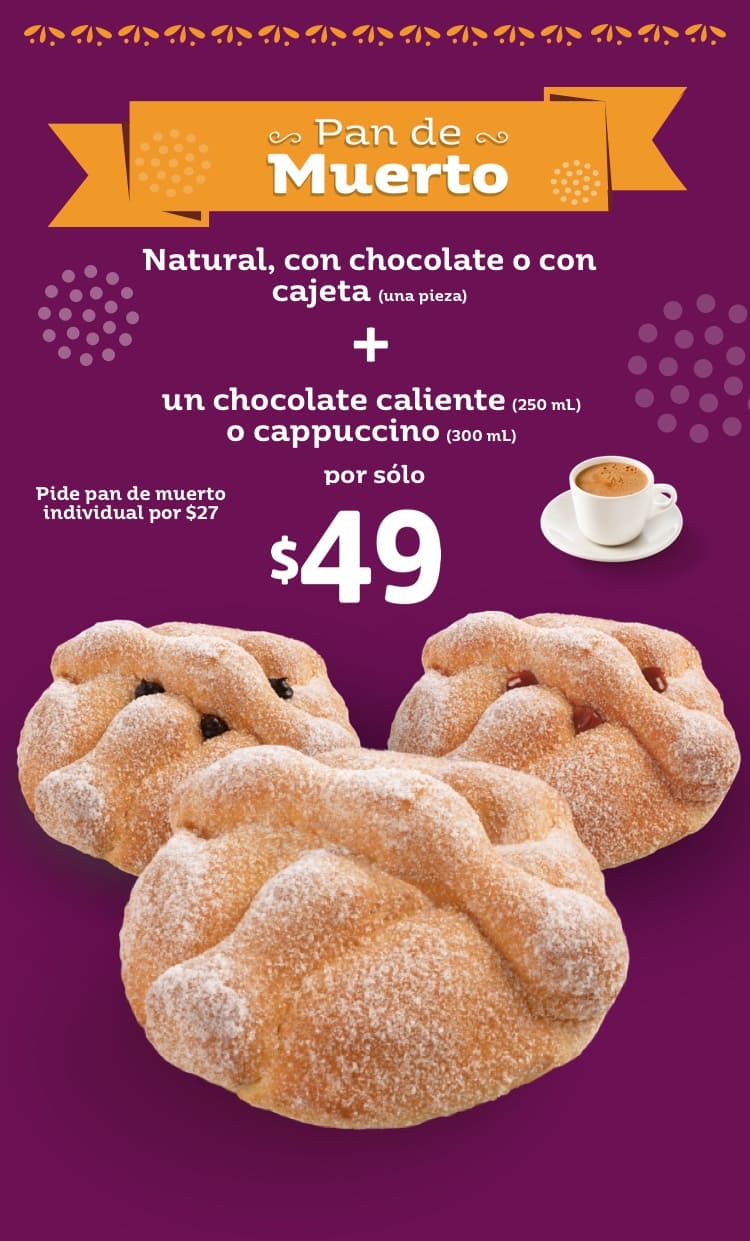 Pan de
Muerto
Natural, con chocolate o con
cajeta (una pieza)
+
un chocolate caliente (250 mL)
o cappuccino (300 mL)
por sólo
Pide pan de muerto
individual por $27
$49